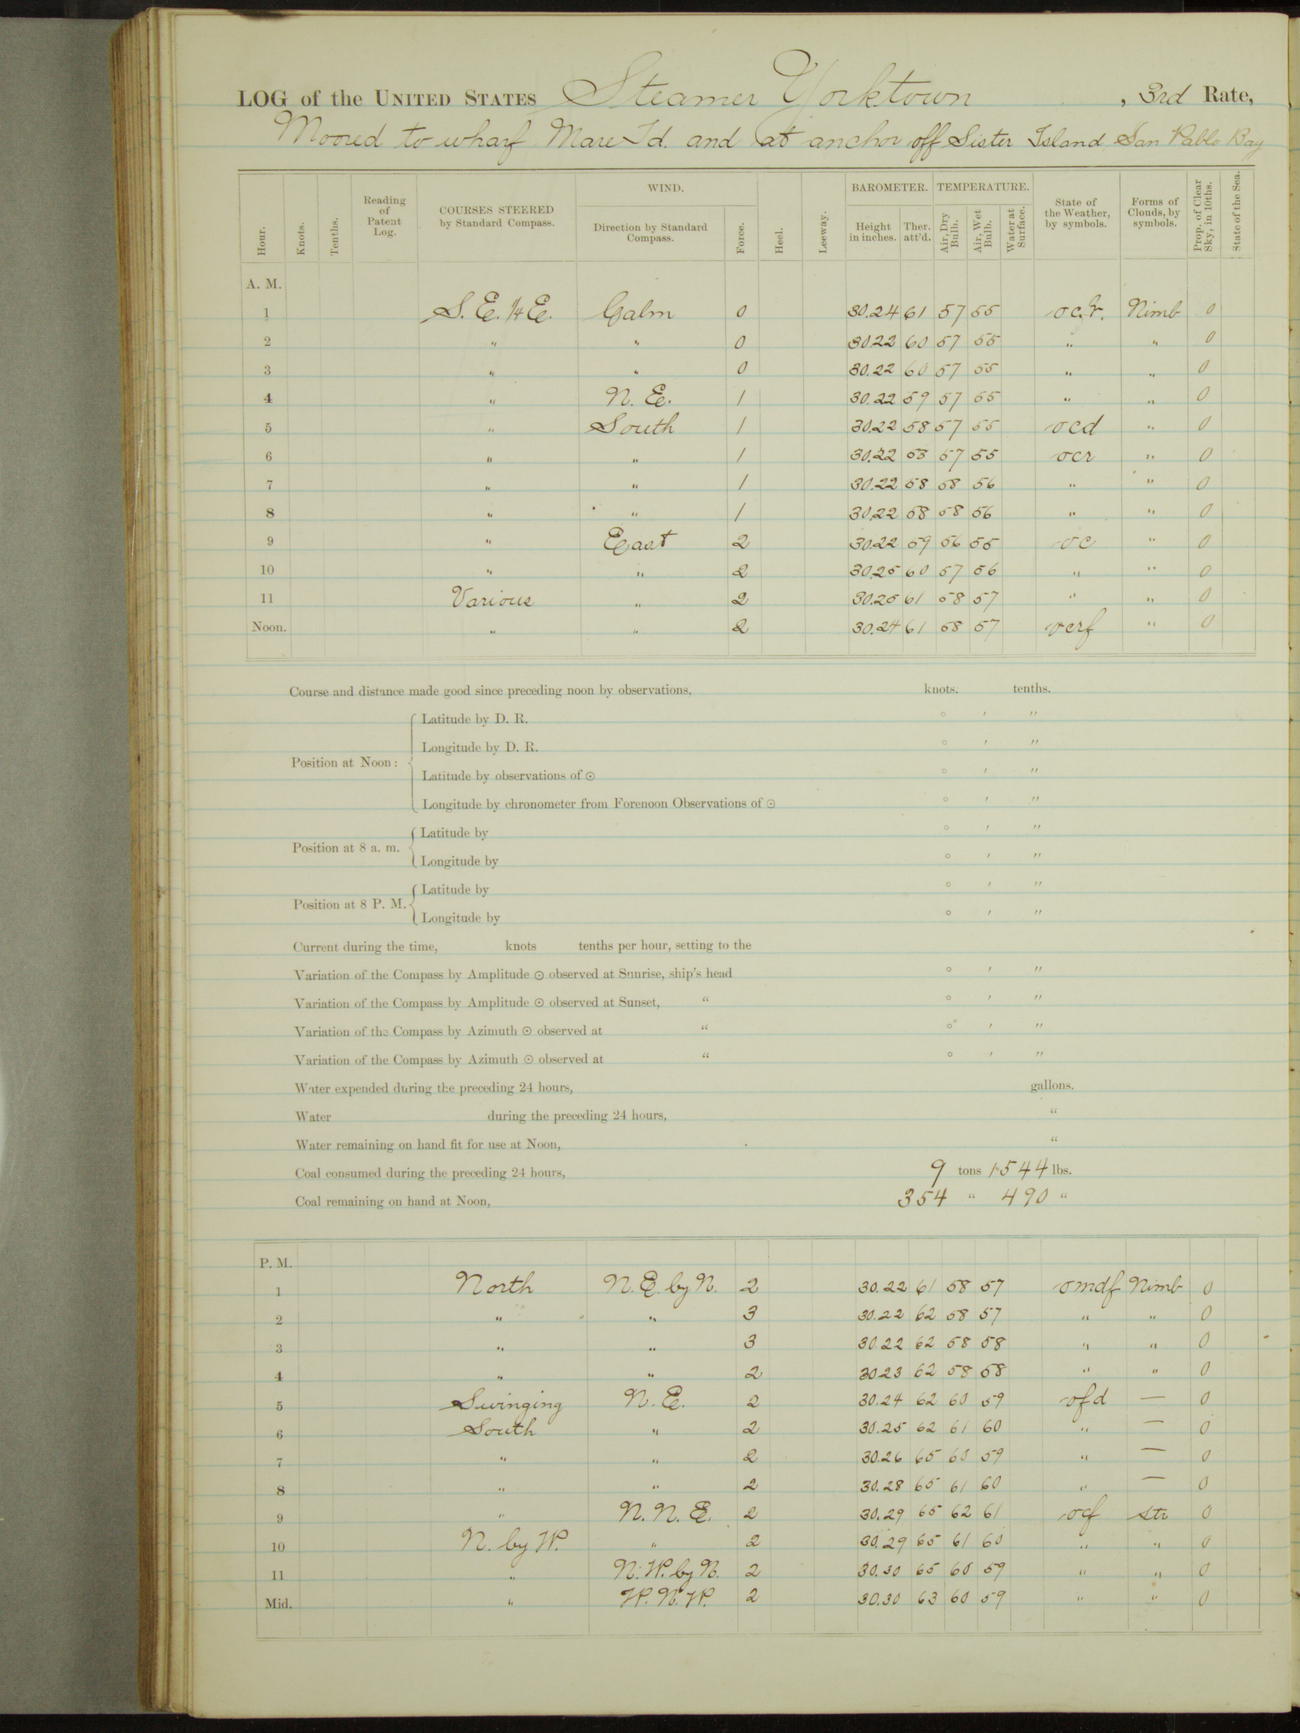 LOG of the UNITED STATES Steamer Yorktown , 3rd Rate,
Moored to wharf Mare Id. and at anchor off Sister Island San Pablo Bay
Hour. Knots. Tenths. Reading of Patent Log. COURSES STEERED by Standard Compass. WIND. Direction by Standard Compass. Force. Heel. Leeway. BAROMETER. Height in inches. Ther. att'd. TEMPERATURE. Air, Dry Bulb. Air, Wet Bulb. Water at Surface. State of the Weather, by symbols. Forms of Clouds, by symbols. Prop. of Clear Sky, in 10ths. State of the Sea.
A. M.
1 S.E. ¼ E. Calm 0 30.24 61 57 55 Nimb 0
2 " " 0 30.22 60 57 55 " " 0
3 " " 0 30.22 60 57 55 " " 0
4 " N. E. 1 30.22 59 57 55 " " 0
5 " South 1 30.22 58 57 55 ocd " 0
6 " " 1 30.22 57 55 ocr " 0
7 " " 1 30.22 58 58 56 " " 0
8 " " 1 30.22 58 58 56 " " 0
9 " East 2 30.22 59 56 55 oc " 0
10 " " 2 30.25 60 57 56 " " 0
11 Various " 2 30.25 61 58 57 " " 0
Noon. " " 2 30.24 61 58 57 ocrf " 0
Course and distance made good since preceding noon by observations, knots. tenths.
Position at Noon: Latitude by D. R. ° ′ ″
Longitude by D. R. ° ′ ″
Latitude by observations of ☉ ° ′ ″
Longitude by chronometer from Forenoon Observations of ☉ ° ′ ″
Position at 8 a. m. Latitude by ° ′ ″
Longitude by ° ′ ″
Position at 8 P. M. Latitude by ° ′ ″
Longitude by ° ′ ″
Current during the time, knots tenths per hour, setting to the
Variation of the Compass by Amplitude ☉ observed at Sunrise, ship's head ° ′ ″
Variation of the Compass by Amplitude ☉ observed at Sunset, " ° ′ ″
Variation of the Compass by Azimuth ☉ observed at " ° ′ ″
Variation of the Compass by Azimuth ☉ observed at " ° ′ ″
Water expended during the preceding 24 hours, gallons.
Water during the preceding 24 hours, "
Water remaining on hand fit for use at Noon, "
Coal consumed during the preceding 24 hours, 9 tons 1544 lbs.
Coal remaining on hand at Noon, 354 " 490 "
P. M.
1 North N. E. by N. 2 30.22 61 58 57 omdf Nimb 0
2 " " 3 30.22 62 58 57 " " 0
3 " " 3 30.22 62 58 58 " " 0
4 " " 2 30.23 62 58 58 " " 0
5 Swinging N. E. 2 30.24 62 60 59 ofd — 0
6 South " 2 30.25 62 61 60 " — 0
7 " " 2 30.26 65 60 59 " — 0
8 " " 2 30.28 65 61 60 " — 0
9 " N. N. E. 2 30.29 65 62 61 ocf Str 0
10 N. by W. " 2 30.29 65 61 60 " " 0
11 " N. W. by N. 2 30.30 65 60 59 " " 0
Mid. " W. N. W. 2 30.30 63 60 59 " " 0